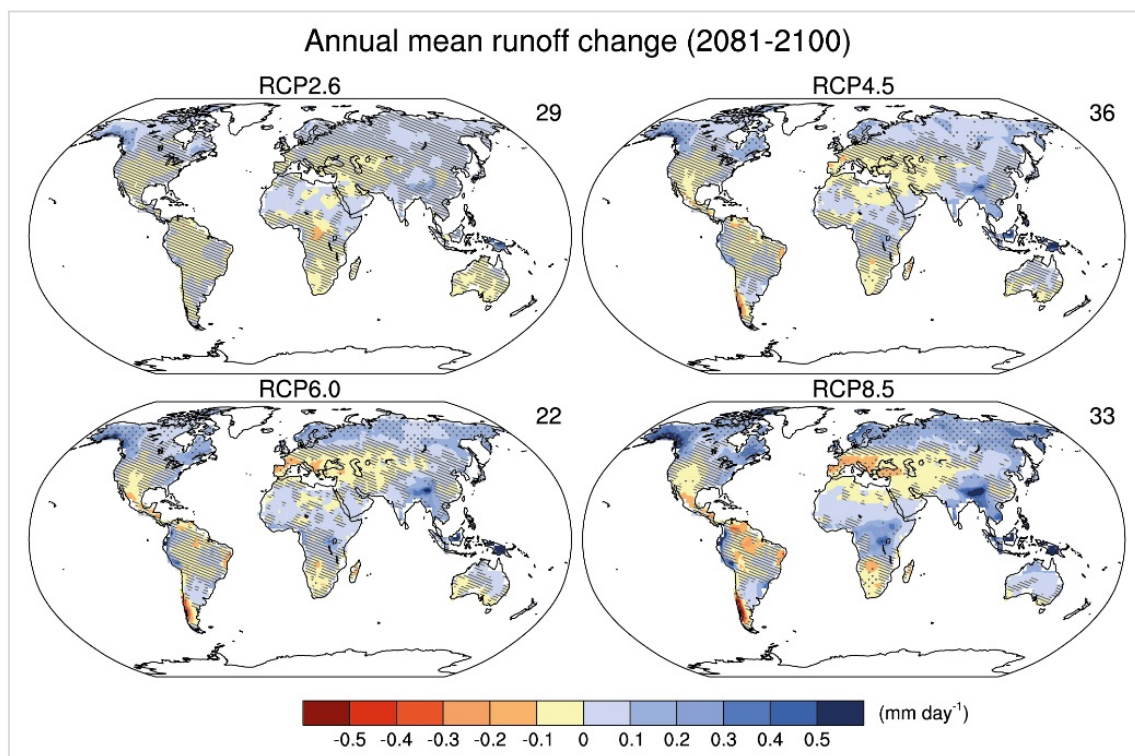 Annual mean runoff change (2081-2100)
RCP2.6
29
RCP4.5
36
RCP6.0
22
RCP8.5
33
-0.5 -0.4 -0.3 -0.2 -0.1 0 0.1 0.2 0.3 0.4 0.5
(mm day⁻¹)